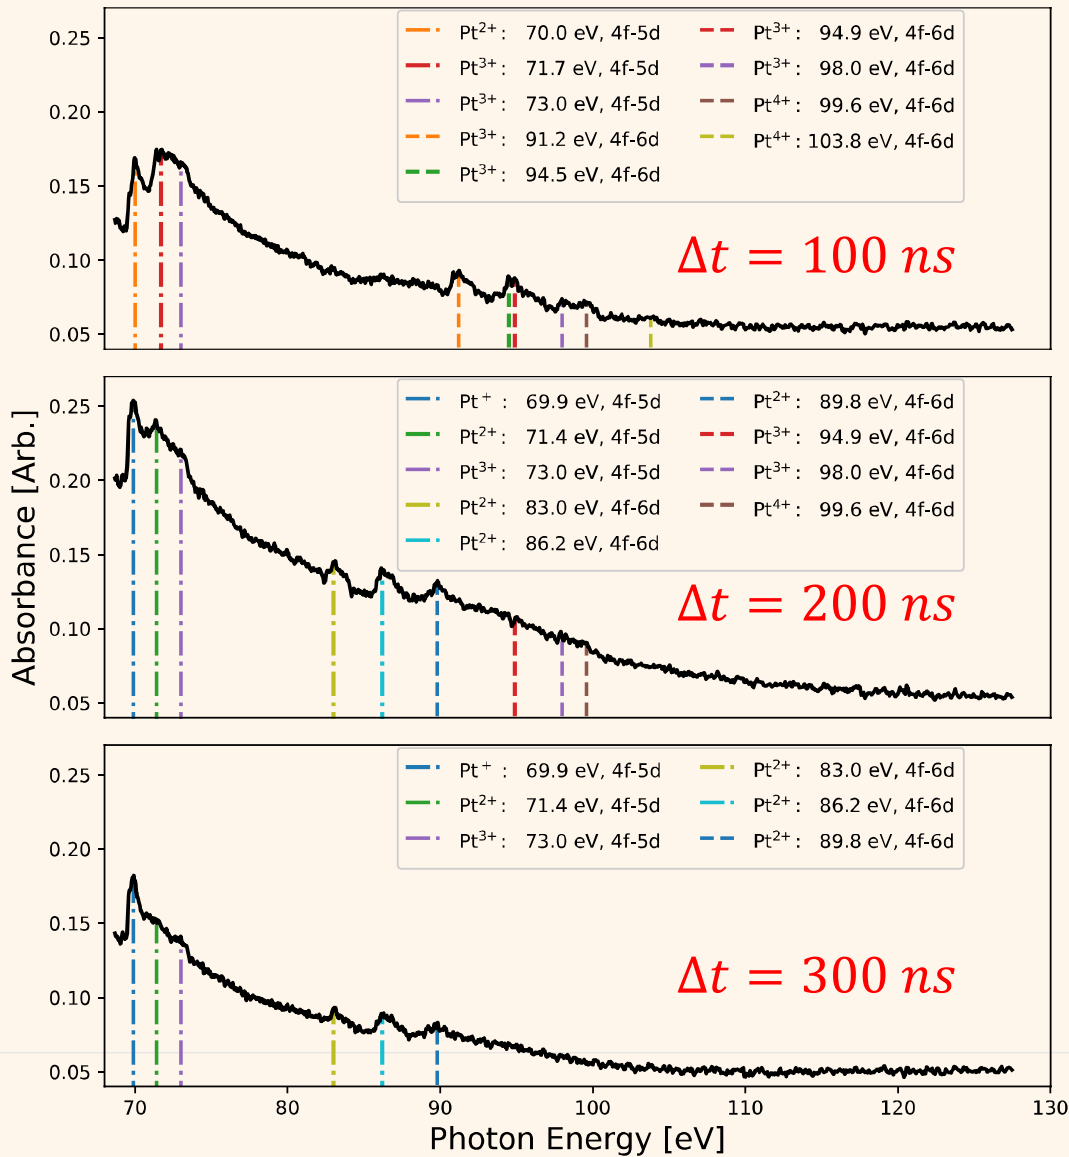 0.25
0.20
0.15
0.10
0.05
Pt²⁺: 70.0 eV, 4f-5d
Pt³⁺: 71.7 eV, 4f-5d
Pt³⁺: 73.0 eV, 4f-5d
Pt³⁺: 91.2 eV, 4f-6d
Pt³⁺: 94.5 eV, 4f-6d
Pt³⁺: 94.9 eV, 4f-6d
Pt³⁺: 98.0 eV, 4f-6d
Pt⁴⁺: 99.6 eV, 4f-6d
Pt⁴⁺: 103.8 eV, 4f-6d
Δt = 100 ns
Absorbance [Arb.]
0.25
0.20
0.15
0.10
0.05
Pt⁺ : 69.9 eV, 4f-5d
Pt²⁺: 71.4 eV, 4f-5d
Pt³⁺: 73.0 eV, 4f-5d
Pt²⁺: 83.0 eV, 4f-6d
Pt²⁺: 86.2 eV, 4f-6d
Pt²⁺: 89.8 eV, 4f-6d
Pt³⁺: 94.9 eV, 4f-6d
Pt³⁺: 98.0 eV, 4f-6d
Pt⁴⁺: 99.6 eV, 4f-6d
Δt = 200 ns
0.25
0.20
0.15
0.10
0.05
Pt⁺ : 69.9 eV, 4f-5d
Pt²⁺: 71.4 eV, 4f-5d
Pt³⁺: 73.0 eV, 4f-5d
Pt²⁺: 83.0 eV, 4f-6d
Pt²⁺: 86.2 eV, 4f-6d
Pt²⁺: 89.8 eV, 4f-6d
Δt = 300 ns
70 80 90 100 110 120 130
Photon Energy [eV]